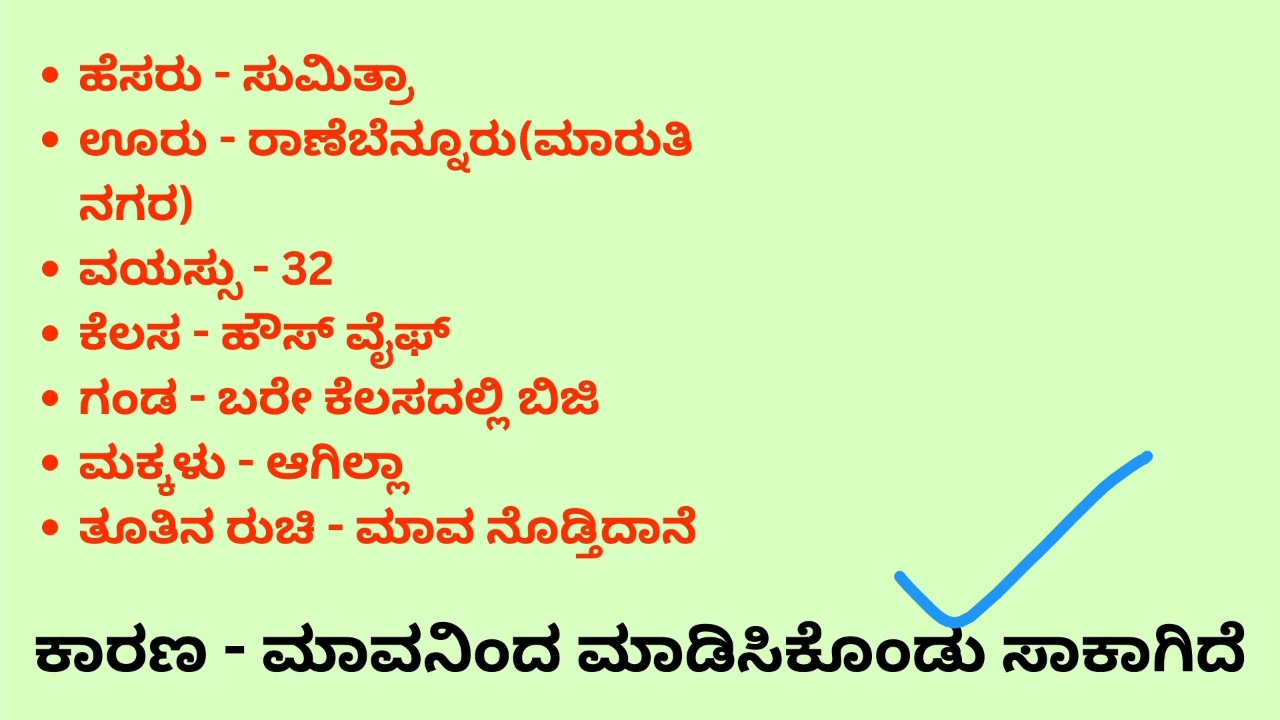 • ಹೆಸರು - ಸುಮಿತ್ರಾ
• ಊರು - ರಾಣೆಬೆನ್ನೂರು(ಮಾರುತಿ
ನಗರ)
• ವಯಸ್ಸು - 32
• ಕೆಲಸ - ಹೌಸ್ ವೈಫ್
• ಗಂಡ - ಬರೇ ಕೆಲಸದಲ್ಲಿ ಬಿಜಿ
• ಮಕ್ಕಳು - ಆಗಿಲ್ಲಾ
• ತೂತಿನ ರುಚಿ - ಮಾವ ನೊಡ್ತಿದಾನೆ
ಕಾರಣ - ಮಾವನಿಂದ ಮಾಡಿಸಿಕೊಂಡು ಸಾಕಾಗಿದೆ